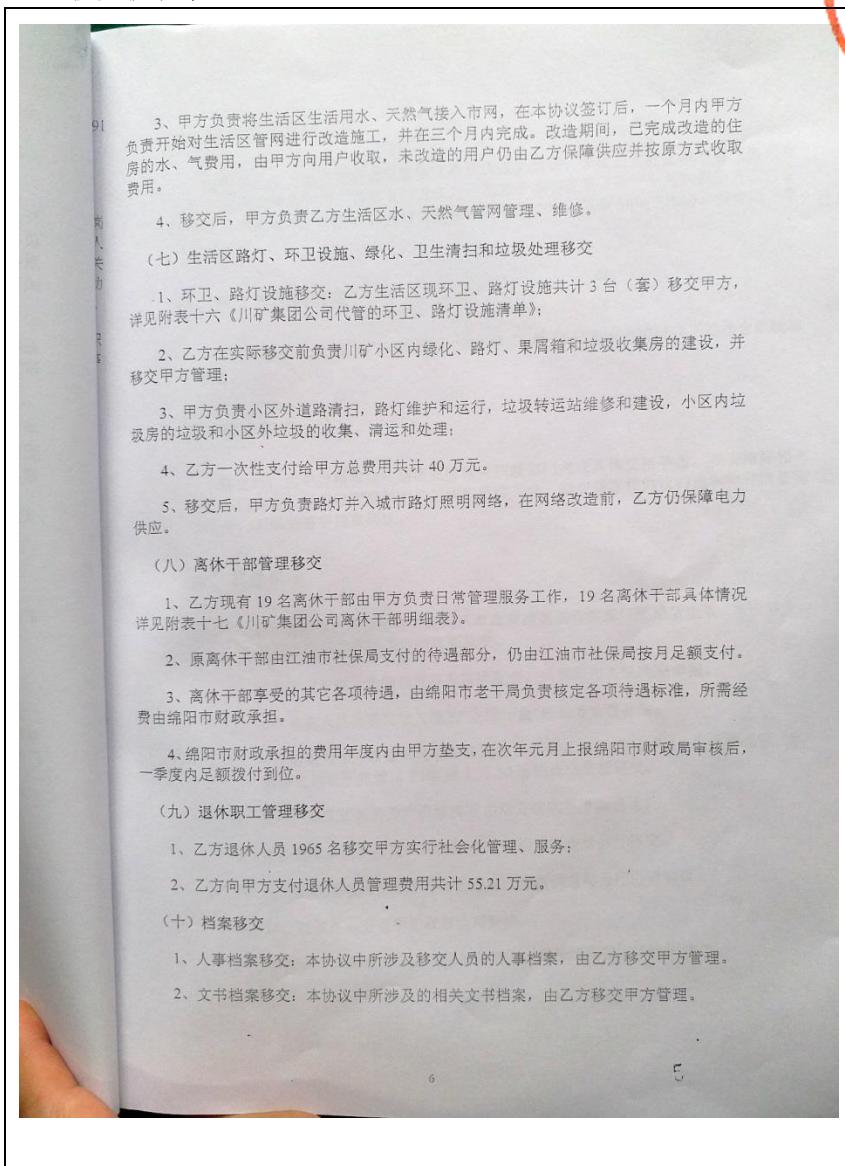 3、甲方负责将生活区生活用水、天然气接入市网，在本协议签订后，一个月内甲方
负责开始对生活区管网进行改造施工，并在三个月内完成。改造期间，已完成改造的住
房的水、气费用，由甲方向用户收取，未改造的用户仍由乙方保障供应并按原方式收取
费用。
4、移交后，甲方负责乙方生活区水、天然气管网管理、维修。
（七）生活区路灯、环卫设施、绿化、卫生清扫和垃圾处理移交
1、环卫、路灯设施移交：乙方生活区现环卫、路灯设施共计 3 台（套）移交甲方，
详见附表十六《川矿集团公司代管的环卫、路灯设施清单》；
2、乙方在实际移交前负责川矿小区内绿化、路灯、果屑箱和垃圾收集房的建设，并
移交甲方管理；
3、甲方负责小区外道路清扫，路灯维护和运行，垃圾转运站维修和建设，小区内垃
圾房的垃圾和小区外垃圾的收集、清运和处理；
4、乙方一次性支付给甲方总费用共计 40 万元。
5、移交后，甲方负责路灯并入城市路灯照明网络，在网络改造前，乙方仍保障电力
供应。
（八）离休干部管理移交
1、乙方现有 19 名离休干部由甲方负责日常管理服务工作，19 名离休干部具体情况
详见附表十七《川矿集团公司离休干部明细表》。
2、原离休干部由江油市社保局支付的待遇部分，仍由江油市社保局按月足额支付。
3、离休干部享受的其它各项待遇，由绵阳市老干局负责核定各项待遇标准，所需经
费由绵阳市财政承担。
4、绵阳市财政承担的费用年度内由甲方垫支，在次年元月上报绵阳市财政局审核后，
一季度内足额拨付到位。
（九）退休职工管理移交
1、乙方退休人员 1965 名移交甲方实行社会化管理、服务；
2、乙方向甲方支付退休人员管理费用共计 55.21 万元。
（十）档案移交
1、人事档案移交：本协议中所涉及移交人员的人事档案，由乙方移交甲方管理。
2、文书档案移交：本协议中所涉及的相关文书档案，由乙方移交甲方管理。
6
5
91